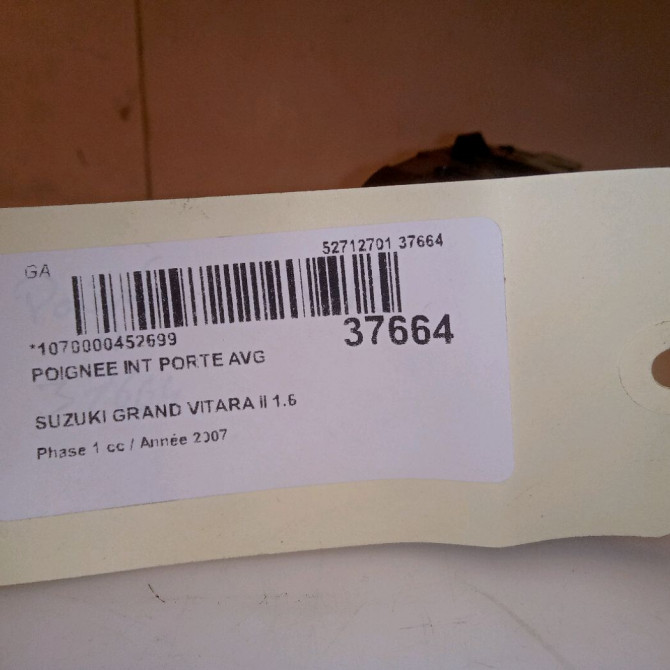 GA
52712701 37664
*1070000452699
37664
POIGNEE INT PORTE AVG
SUZUKI GRAND VITARA II 1.6
Phase 1 cc / Année 2007